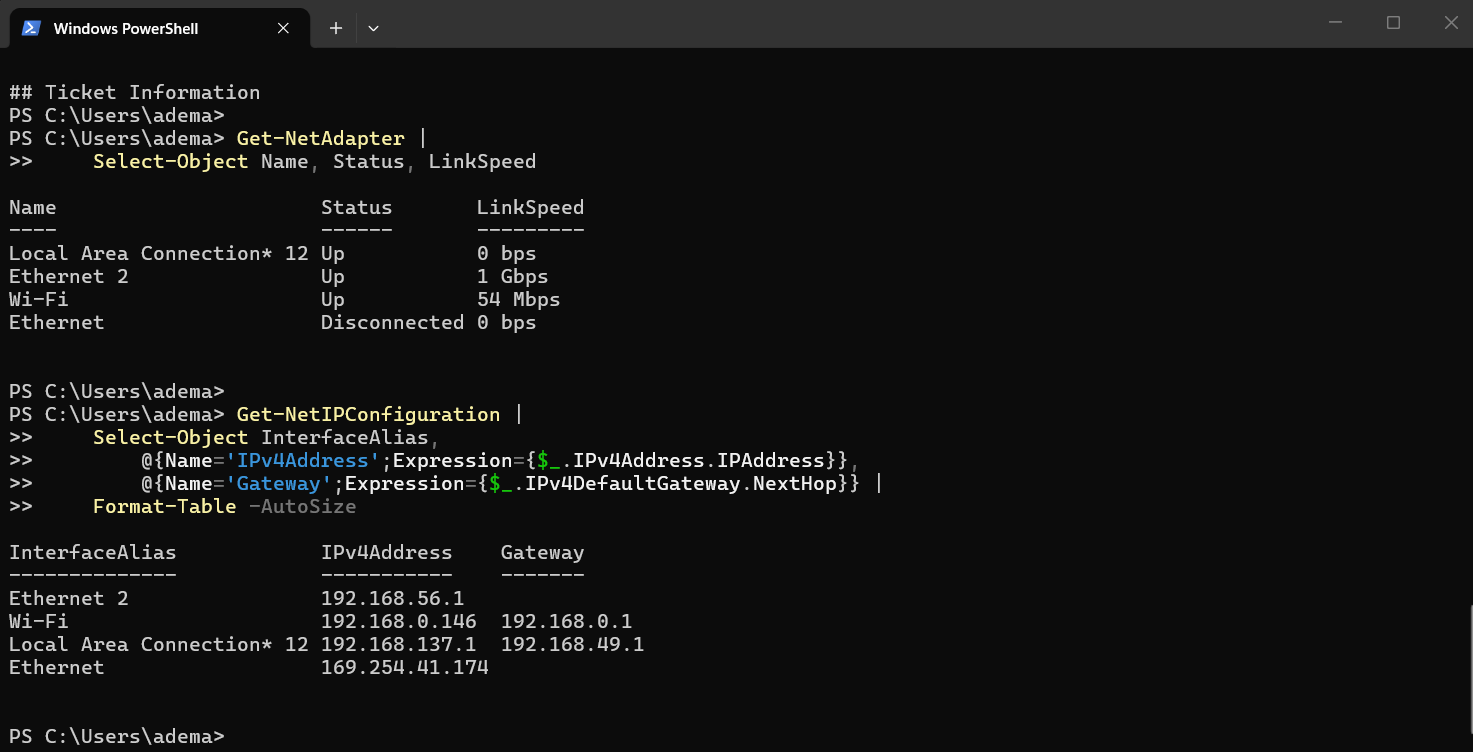 Windows PowerShell
## Ticket Information
PS C:\Users\adema>
PS C:\Users\adema> Get-NetAdapter |
>>     Select-Object Name, Status, LinkSpeed
Name                      Status       LinkSpeed
----                      ------       ---------
Local Area Connection* 12 Up           0 bps
Ethernet 2                Up           1 Gbps
Wi-Fi                     Up           54 Mbps
Ethernet                  Disconnected 0 bps
PS C:\Users\adema>
PS C:\Users\adema> Get-NetIPConfiguration |
>>     Select-Object InterfaceAlias,
>>         @{Name='IPv4Address';Expression={$_.IPv4Address.IPAddress}},
>>         @{Name='Gateway';Expression={$_.IPv4DefaultGateway.NextHop}} |
>>     Format-Table -AutoSize
InterfaceAlias            IPv4Address    Gateway
--------------            -----------    -------
Ethernet 2                192.168.56.1
Wi-Fi                     192.168.0.146  192.168.0.1
Local Area Connection* 12 192.168.137.1  192.168.49.1
Ethernet                  169.254.41.174
PS C:\Users\adema>